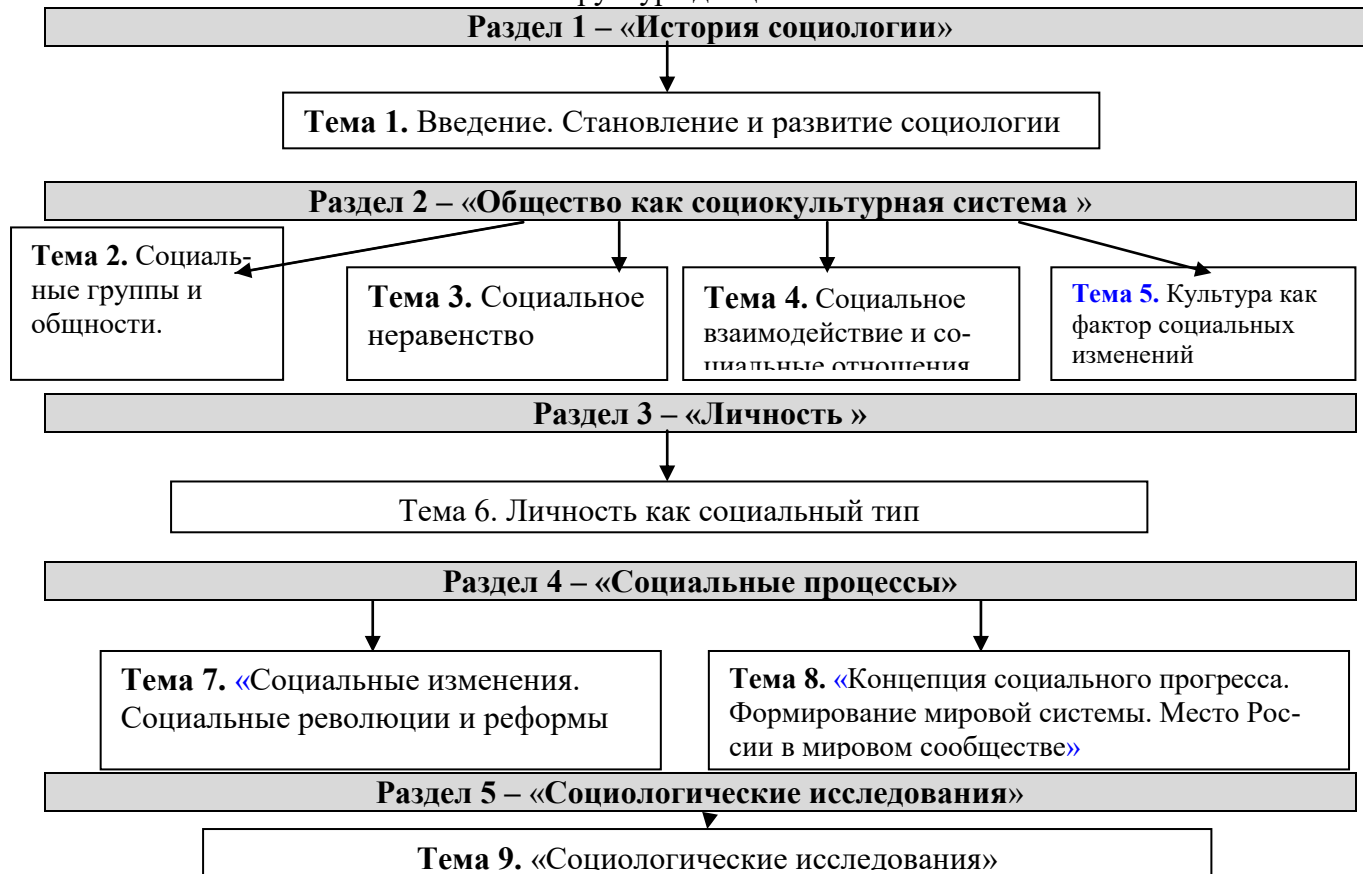 Раздел 1 – «История социологии»
Тема 1. Введение. Становление и развитие социологии
Раздел 2 – «Общество как социокультурная система »
Тема 2. Социаль-
ные группы и
общности.
Тема 3. Социальное
неравенство
Тема 4. Социальное
взаимодействие и со-
циальные отношения
Тема 5. Культура как
фактор социальных
изменений
Раздел 3 – «Личность »
Тема 6. Личность как социальный тип
Раздел 4 – «Социальные процессы»
Тема 7. «Социальные изменения.
Социальные революции и реформы
Тема 8. «Концепция социального прогресса.
Формирование мировой системы. Место Рос-
сии в мировом сообществе»
Раздел 5 – «Социологические исследования»
Тема 9. «Социологические исследования»